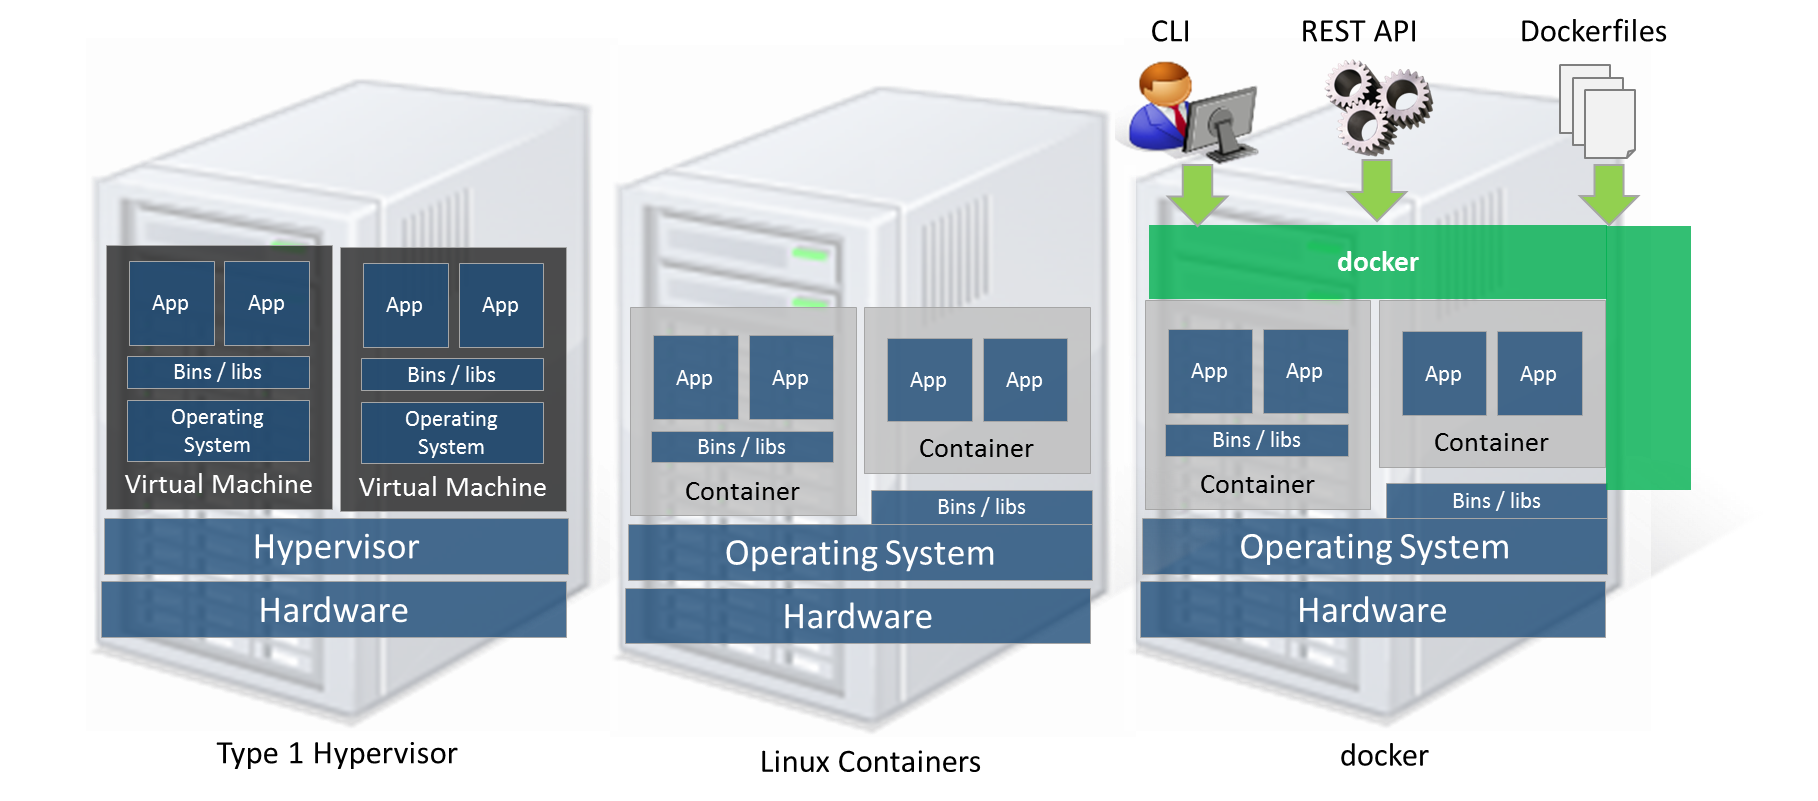 CLI
REST API
Dockerfiles
App
App
Bins / libs
Operating
System
Virtual Machine
App
App
Bins / libs
Operating
System
Virtual Machine
Hypervisor
Hardware
Type 1 Hypervisor
App
App
Bins / libs
Container
App
App
Container
Bins / libs
Operating System
Hardware
Linux Containers
docker
App
App
Bins / libs
Container
App
App
Container
Bins / libs
Operating System
Hardware
docker